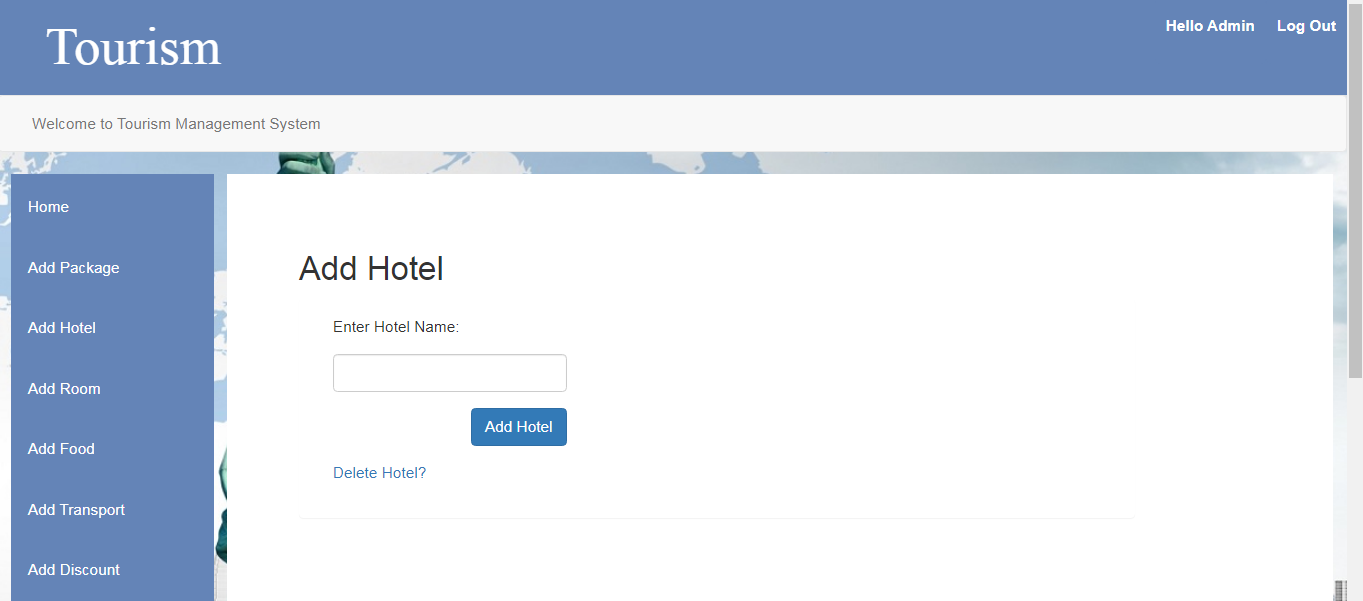 Tourism
Hello Admin Log Out
Welcome to Tourism Management System
Home
Add Package
Add Hotel
Add Room
Add Food
Add Transport
Add Discount
Add Hotel
Enter Hotel Name:
Add Hotel
Delete Hotel?